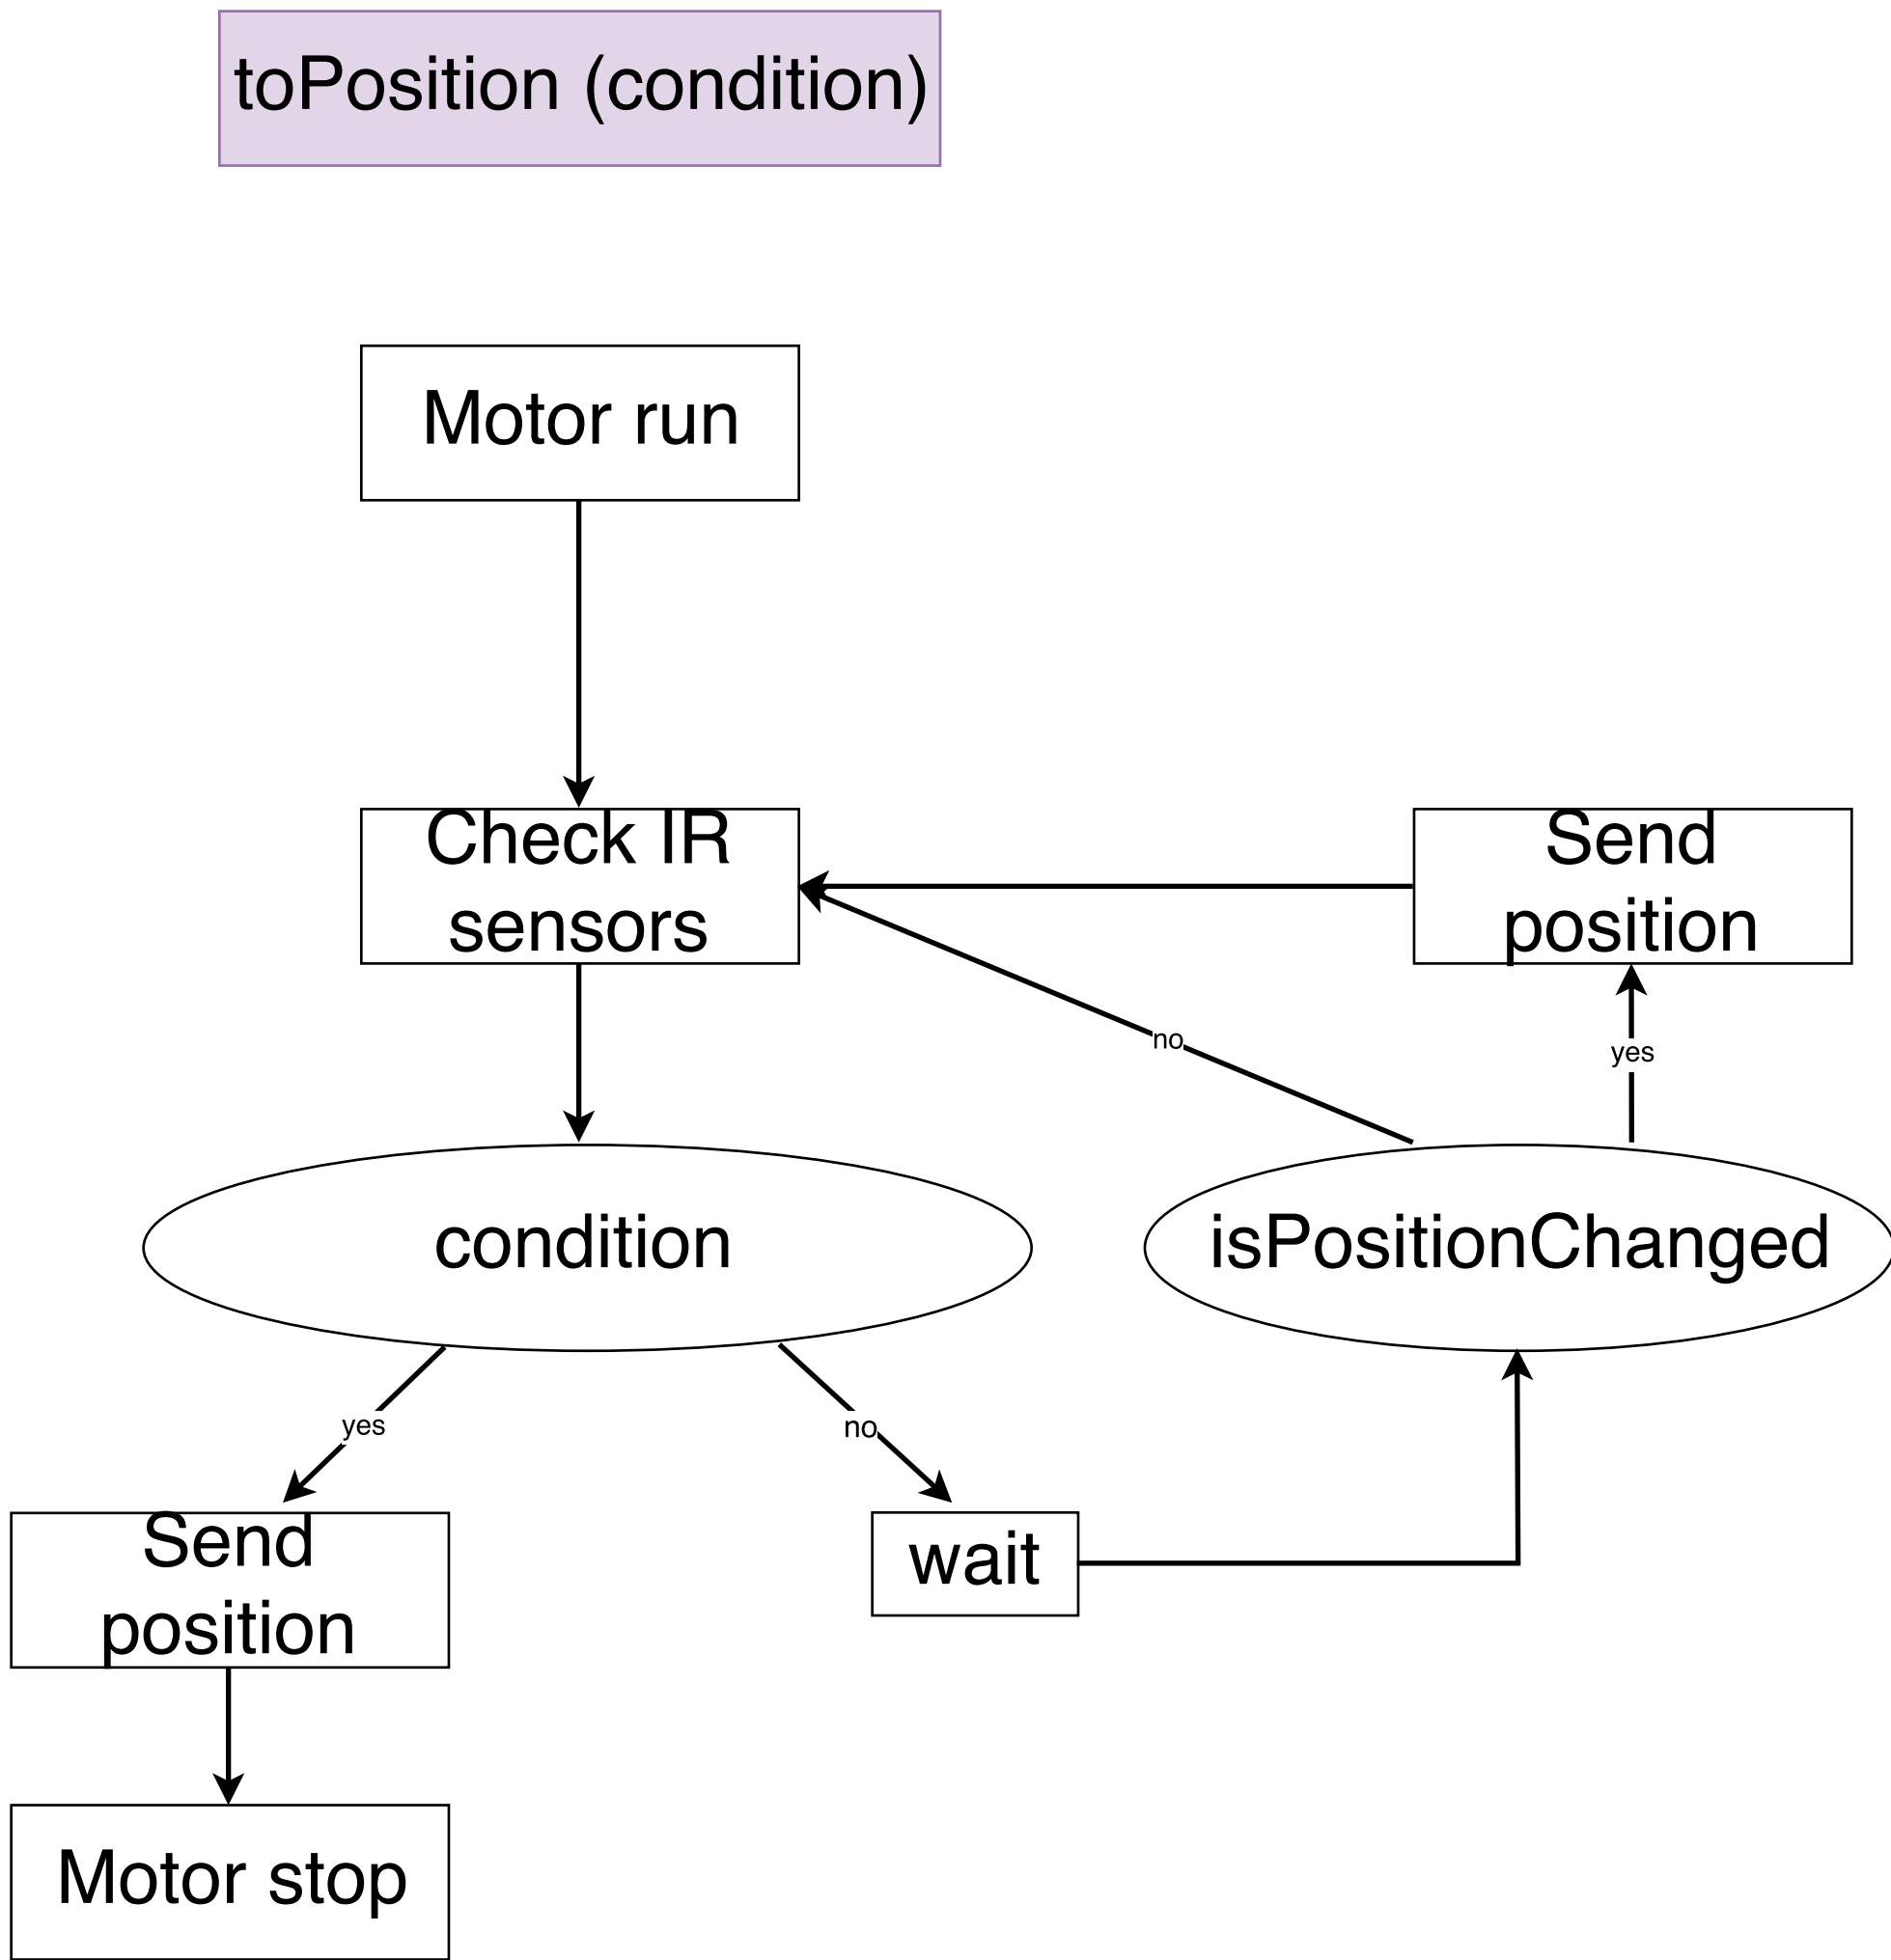 toPosition (condition)
Motor run
Check IR
sensors
Send
position
no
yes
condition
isPositionChanged
yes
no
Send
position
wait
Motor stop